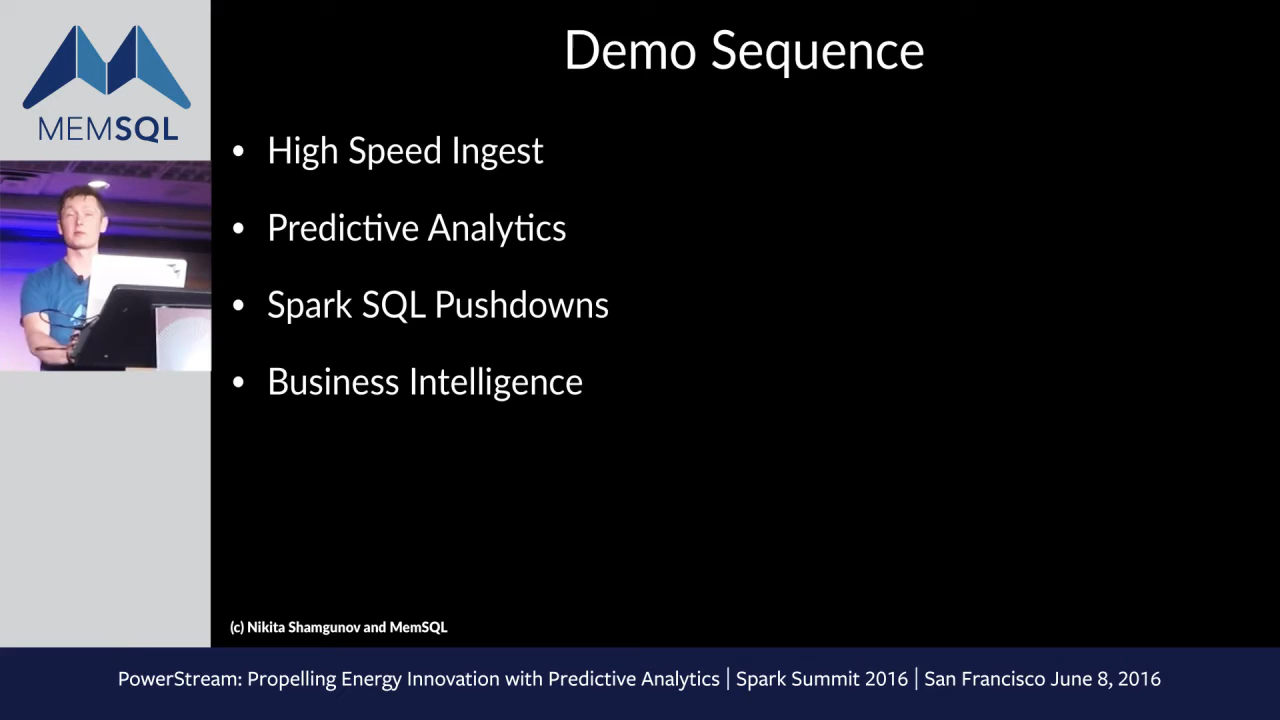 MEMSQL
Demo Sequence
• High Speed Ingest
• Predictive Analytics
• Spark SQL Pushdowns
• Business Intelligence
(c) Nikita Shamgunov and MemSQL
PowerStream: Propelling Energy Innovation with Predictive Analytics | Spark Summit 2016 | San Francisco June 8, 2016